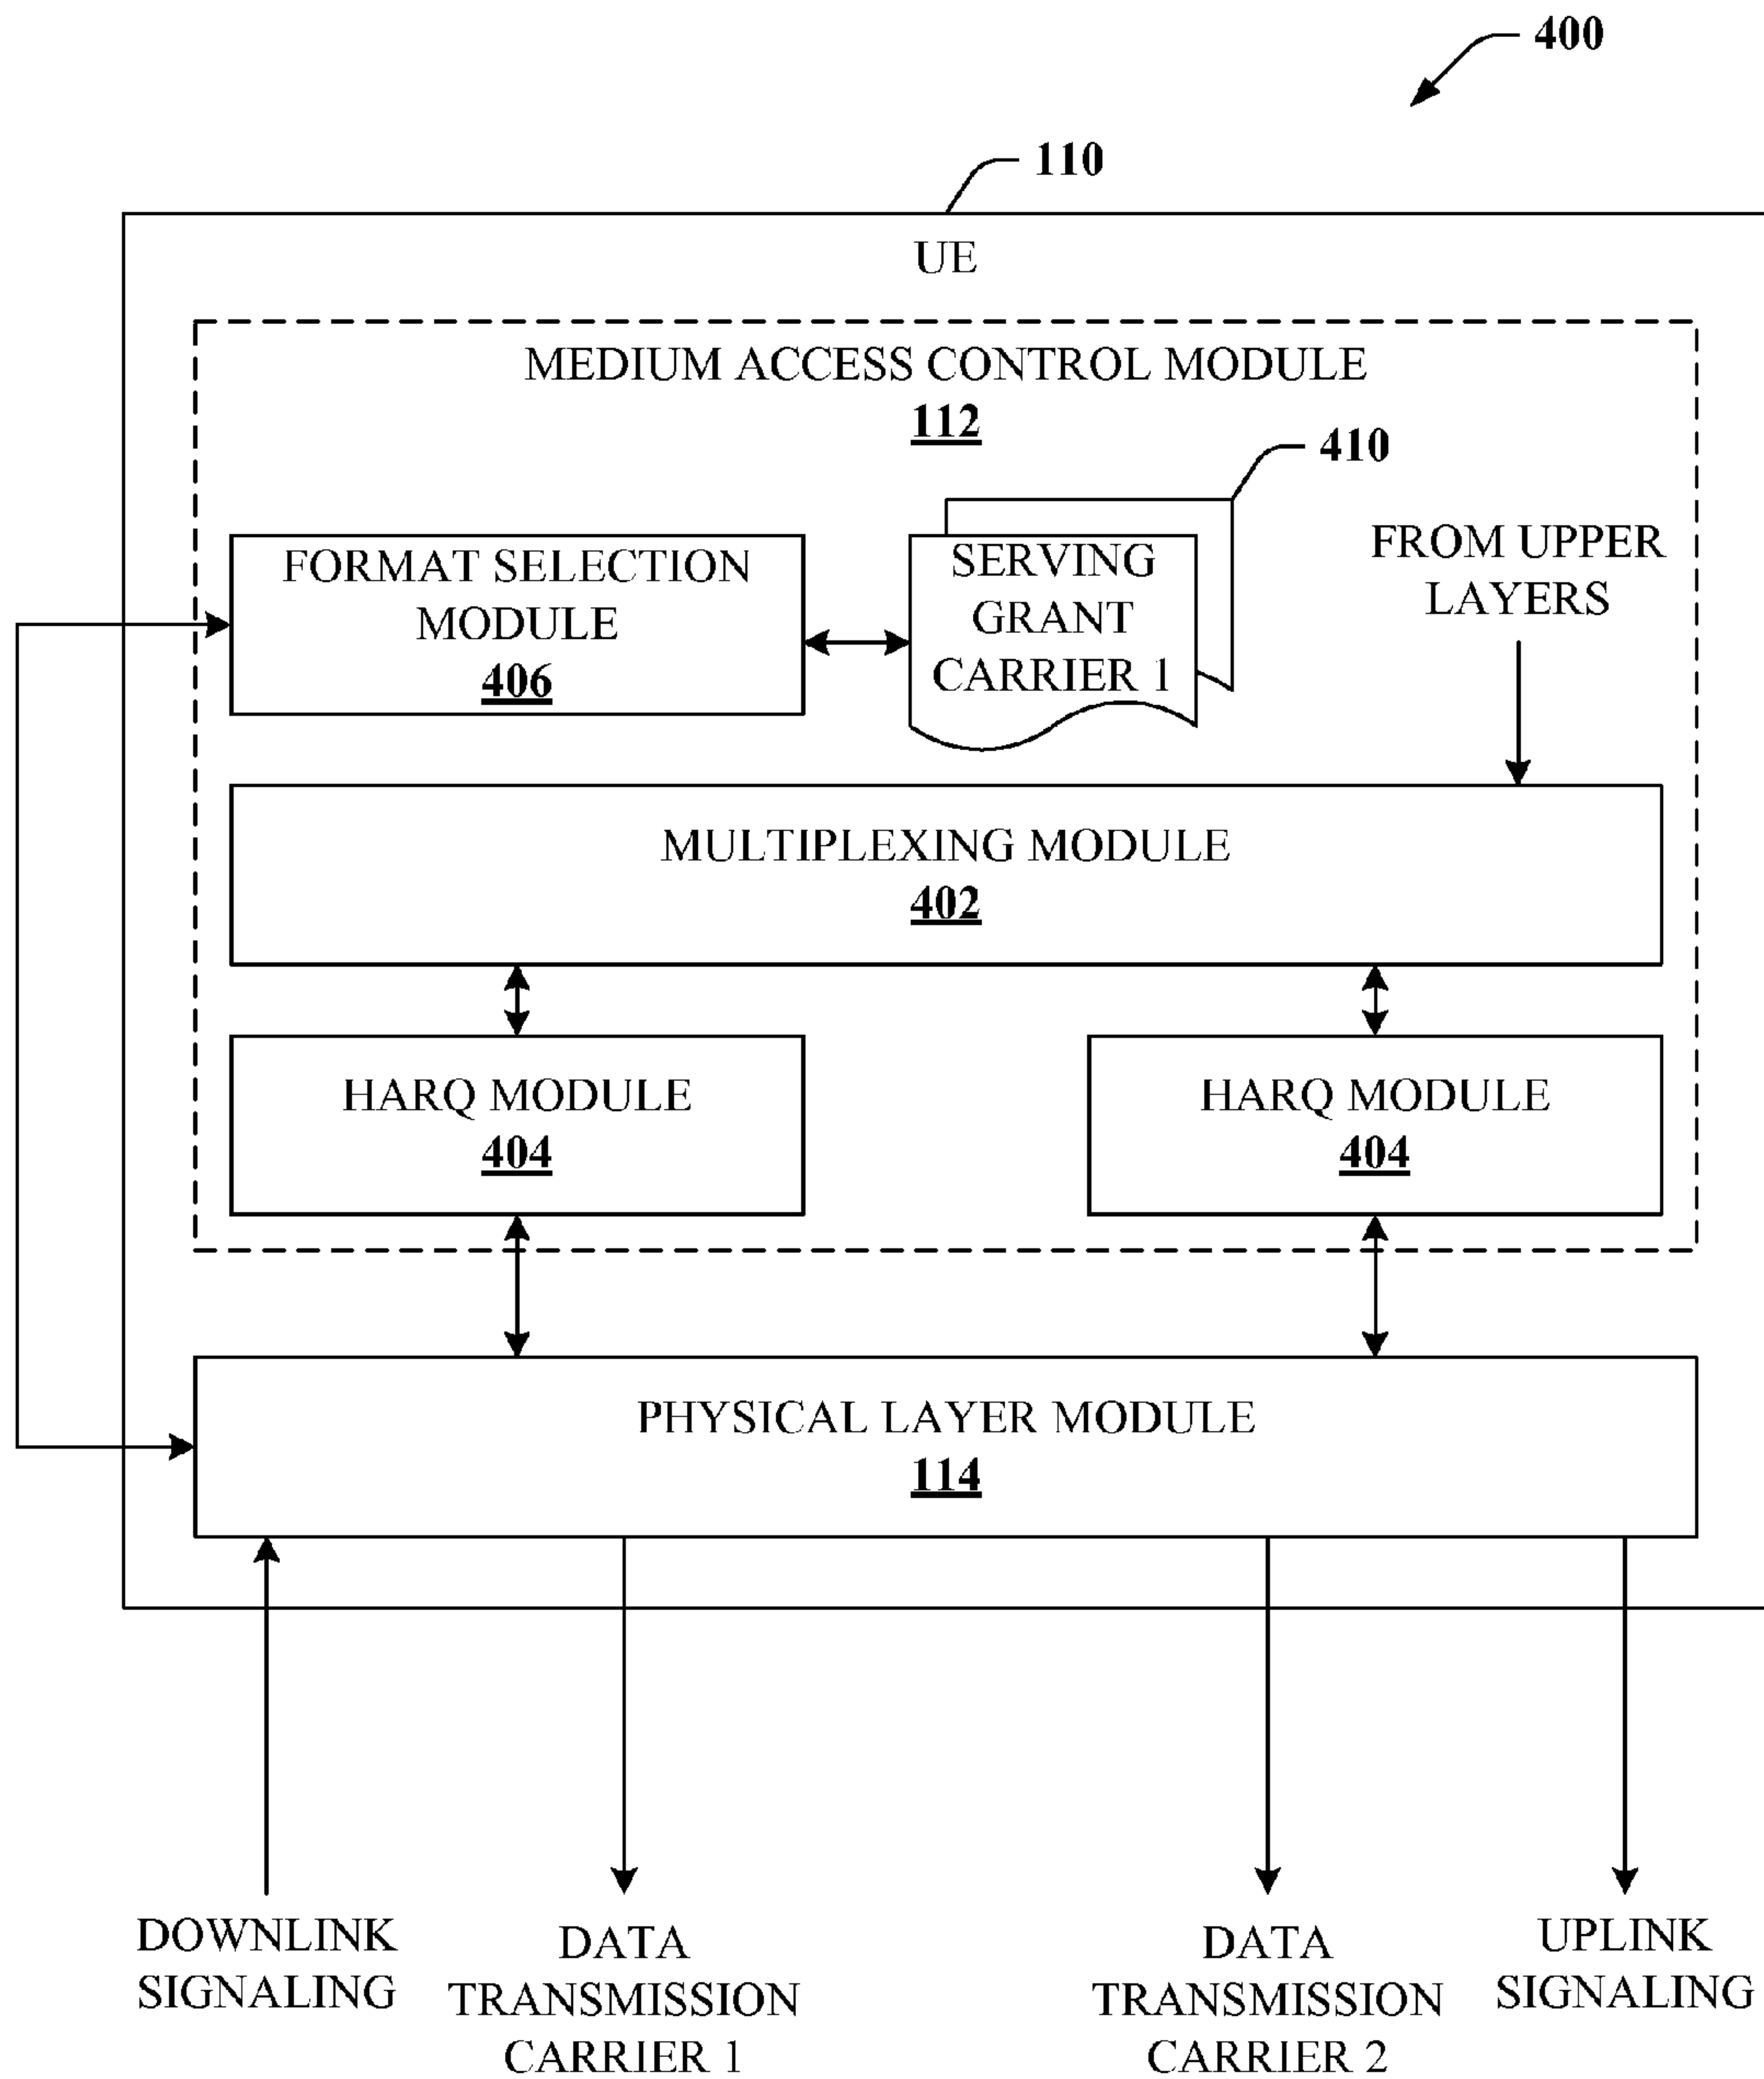 400
110
UE
MEDIUM ACCESS CONTROL MODULE
112
410
FORMAT SELECTION
MODULE
406
SERVING
GRANT
CARRIER 1
FROM UPPER
LAYERS
MULTIPLEXING MODULE
402
HARQ MODULE
404
HARQ MODULE
404
PHYSICAL LAYER MODULE
114
DOWNLINK
SIGNALING
DATA
TRANSMISSION
CARRIER 1
DATA
TRANSMISSION
CARRIER 2
UPLINK
SIGNALING